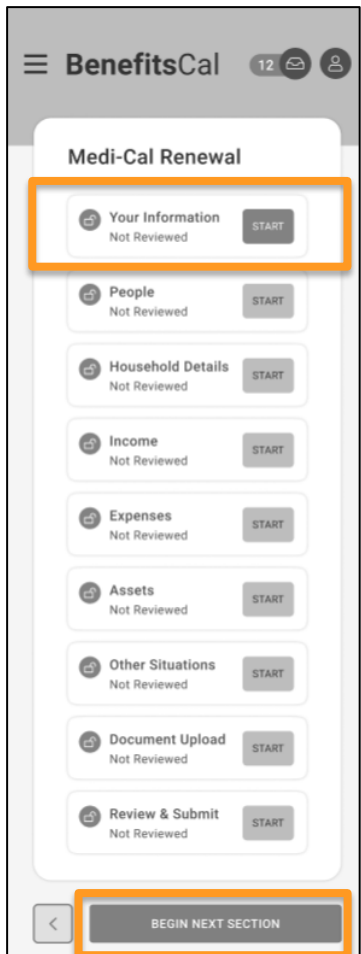 BenefitsCal 12
Medi-Cal Renewal
Your Information
Not Reviewed
START
People
Not Reviewed
START
Household Details
Not Reviewed
START
Income
Not Reviewed
START
Expenses
Not Reviewed
START
Assets
Not Reviewed
START
Other Situations
Not Reviewed
START
Document Upload
Not Reviewed
START
Review & Submit
Not Reviewed
START
BEGIN NEXT SECTION